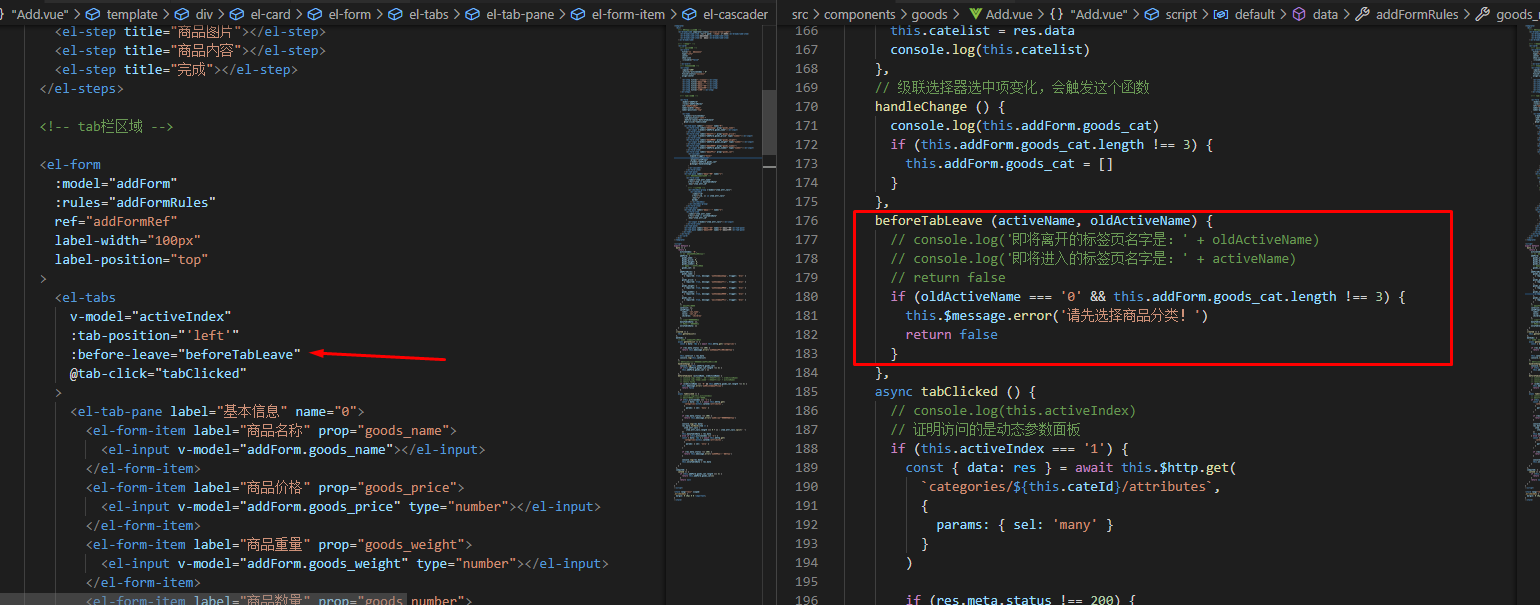 "Add.vue" > template > div > el-card > el-form > el-tabs > el-tab-pane > el-form-item > el-cascader
<el-step title="商品图片"></el-step>
<el-step title="商品内容"></el-step>
<el-step title="完成"></el-step>
</el-steps>
<!-- tab栏区域 -->
<el-form
:model="addForm"
:rules="addFormRules"
ref="addFormRef"
label-width="100px"
label-position="top"
>
<el-tabs
v-model="activeIndex"
:tab-position="'left'"
:before-leave="beforeTabLeave"
@tab-click="tabClicked"
>
<el-tab-pane label="基本信息" name="0">
<el-form-item label="商品名称" prop="goods_name">
<el-input v-model="addForm.goods_name"></el-input>
</el-form-item>
<el-form-item label="商品价格" prop="goods_price">
<el-input v-model="addForm.goods_price" type="number"></el-input>
</el-form-item>
<el-form-item label="商品重量" prop="goods_weight">
<el-input v-model="addForm.goods_weight" type="number"></el-input>
</el-form-item>
<el-form-item label="商品数量" prop="goods_number">
src > components > goods > Add.vue > {} "Add.vue" > script > default > data > addFormRules > goods_
166 this.catelist = res.data
167 console.log(this.catelist)
168 },
169 // 级联选择器选中项变化，会触发这个函数
170 handleChange () {
171 console.log(this.addForm.goods_cat)
172 if (this.addForm.goods_cat.length !== 3) {
173 this.addForm.goods_cat = []
174 }
175 },
176 beforeTabLeave (activeName, oldActiveName) {
177 // console.log('即将离开的标签页名字是：' + oldActiveName)
178 // console.log('即将进入的标签页名字是：' + activeName)
179 // return false
180 if (oldActiveName === '0' && this.addForm.goods_cat.length !== 3) {
181 this.$message.error('请先选择商品分类！')
182 return false
183 }
184 },
185 async tabClicked () {
186 // console.log(this.activeIndex)
187 // 证明访问的是动态参数面板
188 if (this.activeIndex === '1') {
189 const { data: res } = await this.$http.get(
190 `categories/${this.cateId}/attributes`,
191 {
192 params: { sel: 'many' }
193 }
194 )
195
196 if (res.meta.status !== 200) {